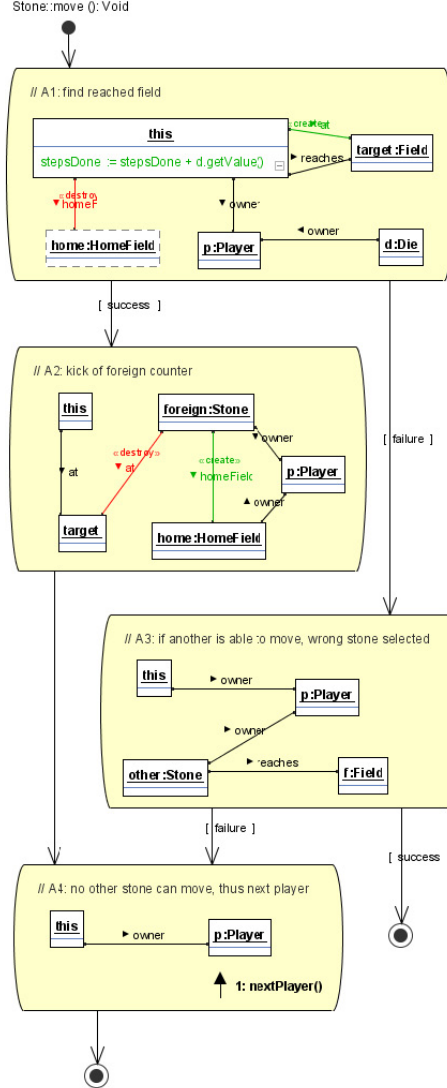 Stone::move (): Void
// A1: find reached field
this
stepsDone := stepsDone + d.getValue()
«create»
at
reaches
target :Field
«destroy»
homeF
owner
owner
home:HomeField
p:Player
d:Die
[ success ]
// A2: kick of foreign counter
this
foreign:Stone
[ failure ]
«destroy»
at
«create»
homeField
owner
p:Player
at
owner
target
home:HomeField
// A3: if another is able to move, wrong stone selected
this
owner
p:Player
owner
other:Stone
reaches
f:Field
[ failure ]
[ success
// A4: no other stone can move, thus next player
this
owner
p:Player
1: nextPlayer()